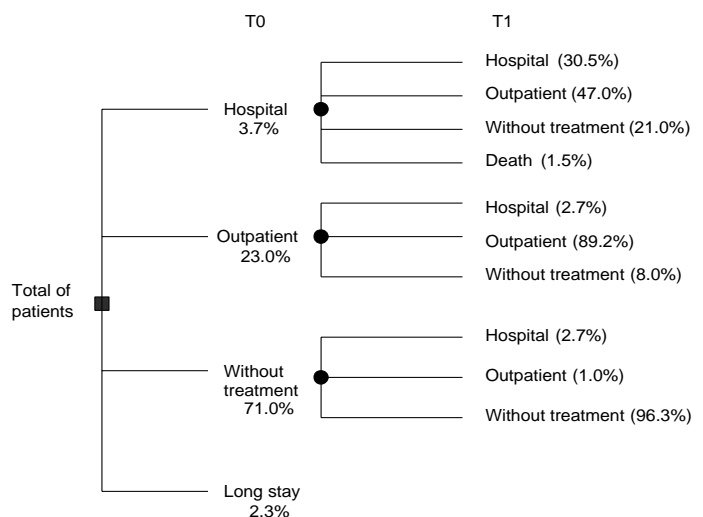 T0
T1
Hospital (30.5%)
Outpatient (47.0%)
Hospital
3.7%
Without treatment (21.0%)
Death (1.5%)
Hospital (2.7%)
Outpatient
23.0%
Outpatient (89.2%)
Without treatment (8.0%)
Total of
patients
Hospital (2.7%)
Without
treatment
71.0%
Outpatient (1.0%)
Without treatment (96.3%)
Long stay
2.3%